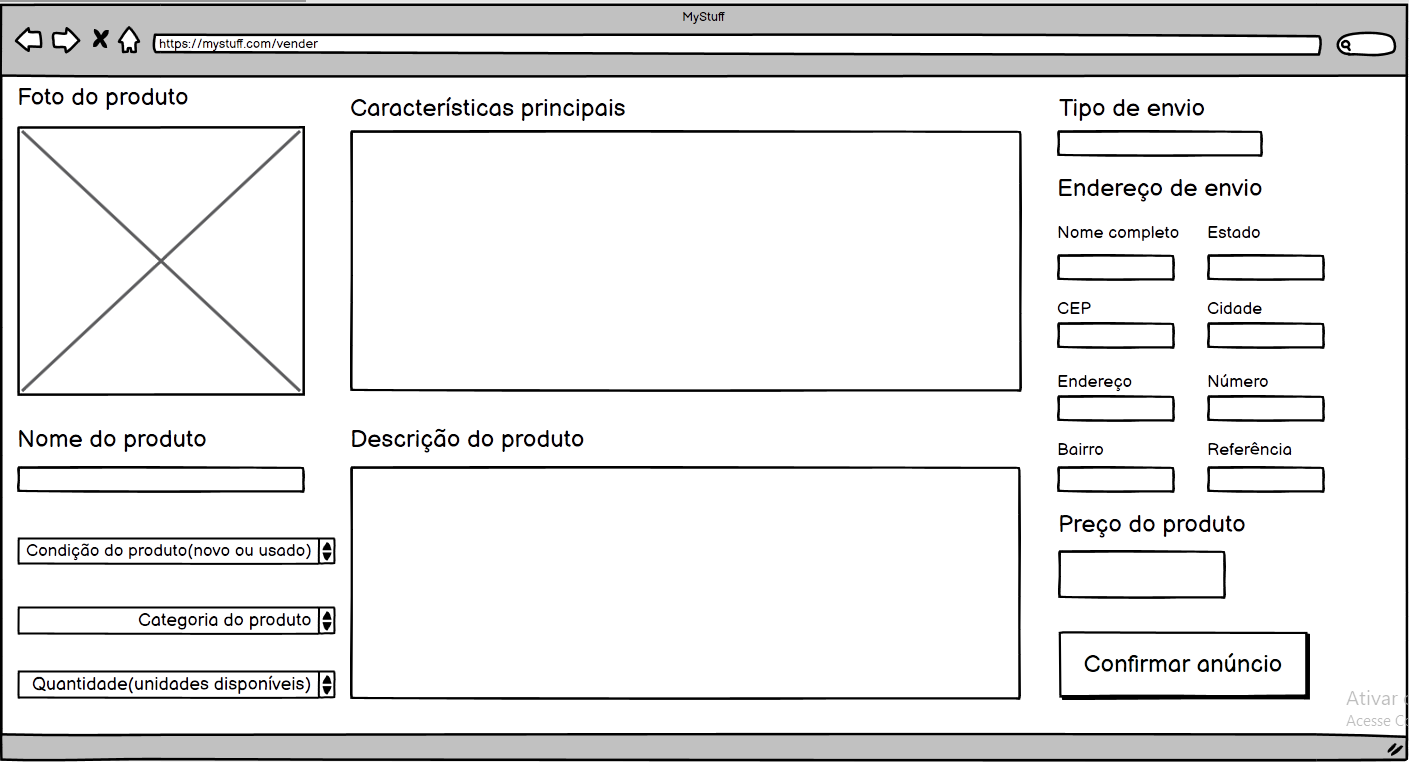 MyStuff
https://mystuff.com/vender
Foto do produto
Nome do produto
Condição do produto(novo ou usado)
Categoria do produto
Quantidade(unidades disponíveis)
Características principais
Descrição do produto
Tipo de envio
Endereço de envio
Nome completo
Estado
CEP
Cidade
Endereço
Número
Bairro
Referência
Preço do produto
Confirmar anúncio
Ativar
Acesse